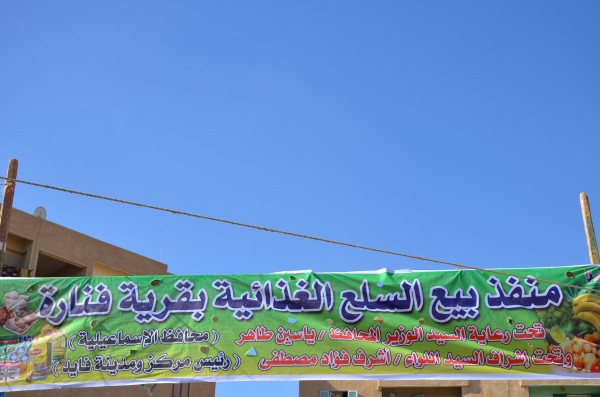 منفذ بيع السلع الغذائية بقرية فنارة
تحت رعاية السيد الوزير المحافظ / ياسين طاهر ( محافظ الإسماعيلية )
وتحت إشراف السيد اللواء / أشرف فؤاد مصطفى ( رئيس مركز ومدينة فايد )